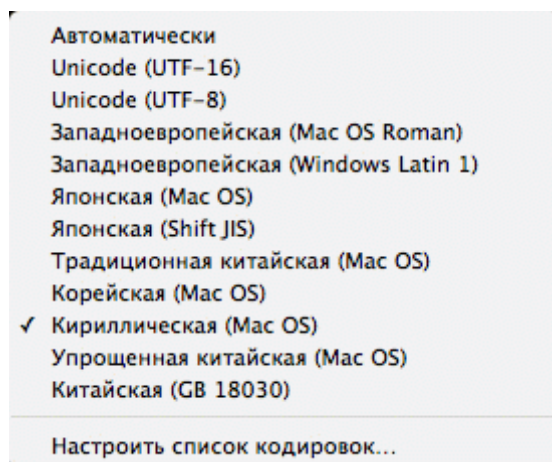 Автоматически
Unicode (UTF-16)
Unicode (UTF-8)
Западноевропейская (Mac OS Roman)
Западноевропейская (Windows Latin 1)
Японская (Mac OS)
Японская (Shift JIS)
Традиционная китайская (Mac OS)
Корейская (Mac OS)
✓ Кириллическая (Mac OS)
Упрощенная китайская (Mac OS)
Китайская (GB 18030)
Настроить список кодировок...